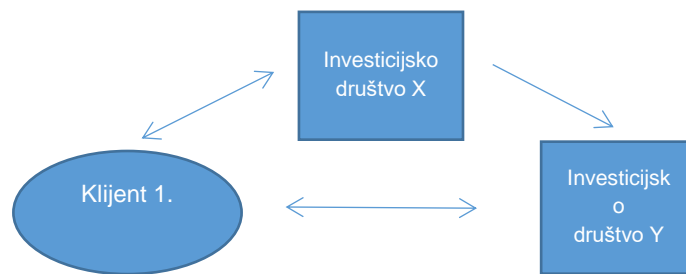 Investicijsko
društvo X
Klijent 1.
Investicijsk
o
društvo Y